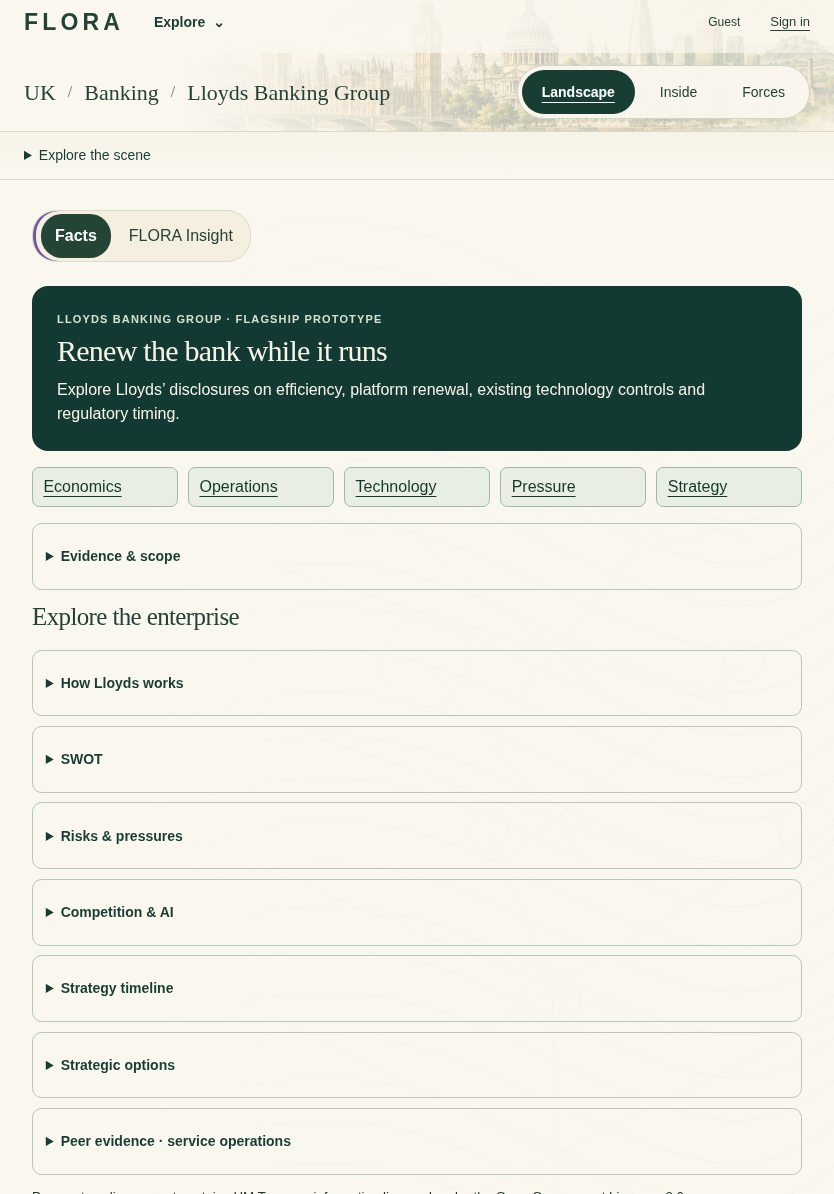 FLORA
Explore
Guest
Sign in
UK / Banking / Lloyds Banking Group
Landscape
Inside
Forces
Explore the scene
Facts
FLORA Insight
LLOYDS BANKING GROUP · FLAGSHIP PROTOTYPE
Renew the bank while it runs
Explore Lloyds’ disclosures on efficiency, platform renewal, existing technology controls and
regulatory timing.
Economics
Operations
Technology
Pressure
Strategy
Evidence & scope
Explore the enterprise
How Lloyds works
SWOT
Risks & pressures
Competition & AI
Strategy timeline
Strategic options
Peer evidence · service operations